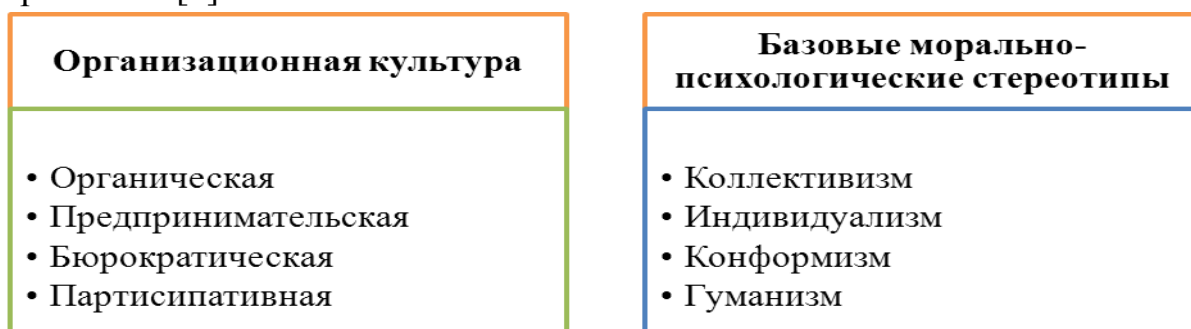 Организационная культура
• Органическая
• Предпринимательская
• Бюрократическая
• Партисипативная
Базовые морально-
психологические стереотипы
• Коллективизм
• Индивидуализм
• Конформизм
• Гуманизм